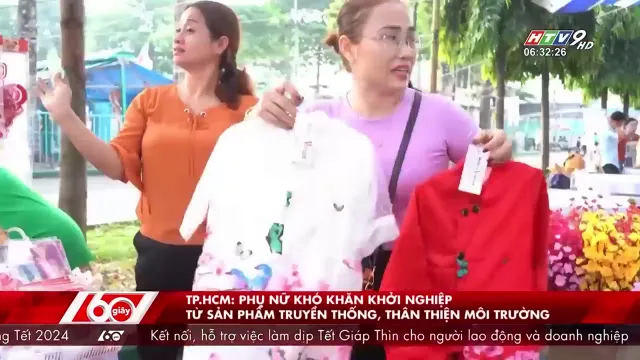 HTV9 HD
06:32:26
TP.HCM: PHỤ NỮ KHÓ KHĂN KHỞI NGHIỆP
TỪ SẢN PHẨM TRUYỀN THỐNG, THÂN THIỆN MÔI TRƯỜNG
60 giây
ng Tết 2024 60 giây Kết nối, hỗ trợ việc làm dịp Tết Giáp Thìn cho người lao động và doanh nghiệp